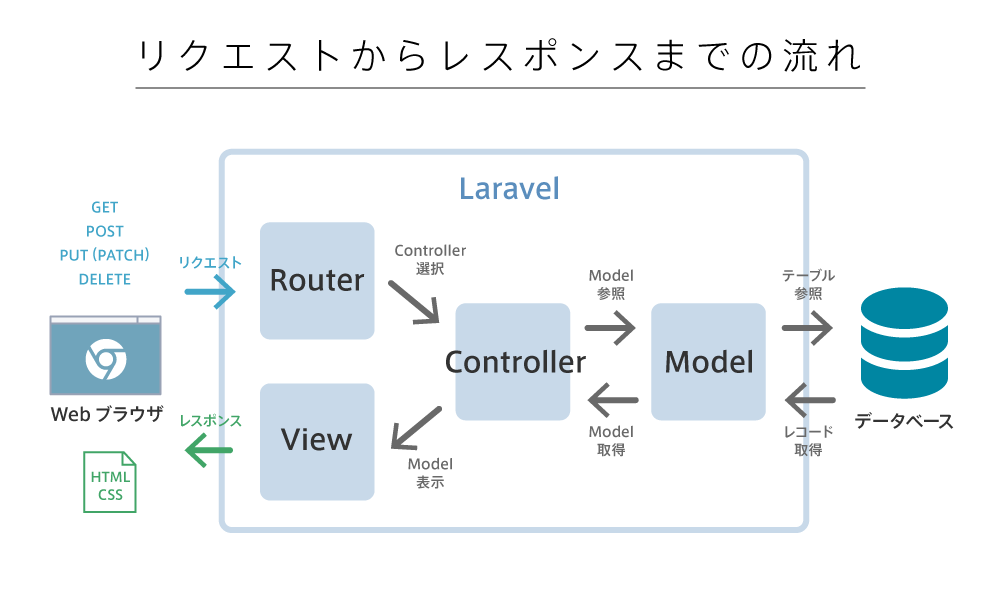 リクエストからレスポンスまでの流れ
Laravel
GET
POST
PUT (PATCH)
DELETE
リクエスト
Router
Controller
選択
Model
参照
テーブル
参照
Controller
Model
Web ブラウザ
データベース
レスポンス
View
Model
表示
Model
取得
レコード
取得
HTML
CSS